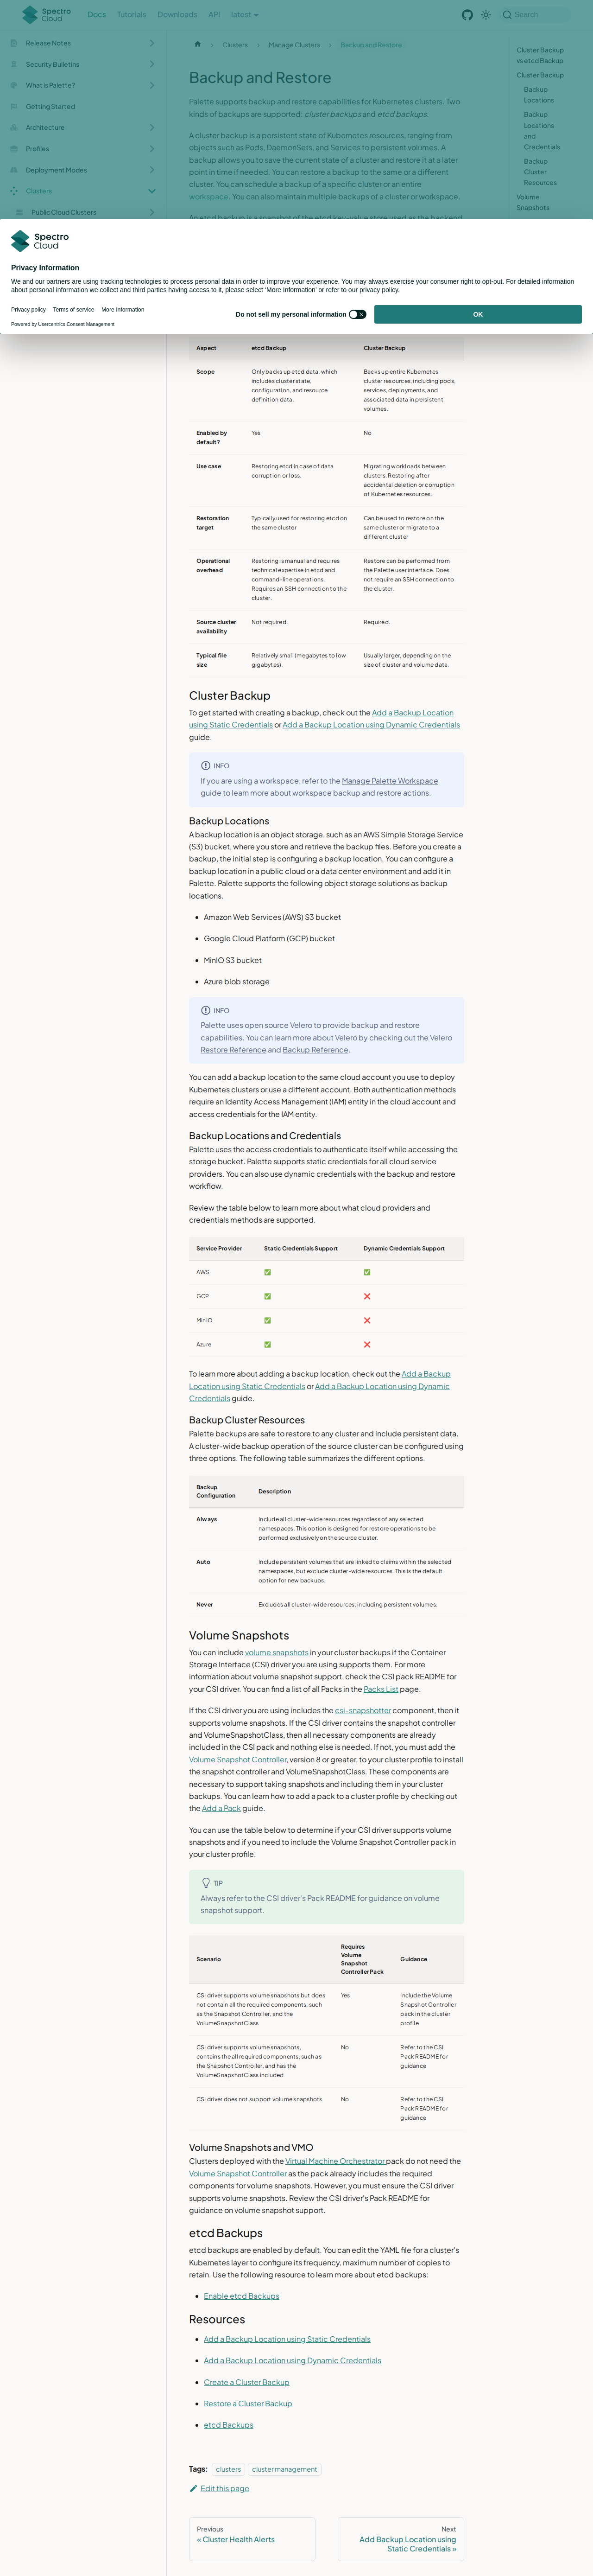 Spectro Cloud
Docs
Tutorials
Downloads
API
latest
Search
Release Notes
Security Bulletins
What is Palette?
Getting Started
Architecture
Profiles
Deployment Modes
Clusters
Public Cloud Clusters
Clusters
Manage Clusters
Backup and Restore
Backup and Restore
Palette supports backup and restore capabilities for Kubernetes clusters. Two
kinds of backups are supported: cluster backups and etcd backups.
A cluster backup is a persistent state of Kubernetes resources, ranging from
objects such as Pods, DaemonSets, and Services to persistent volumes. A
backup allows you to save the current state of a cluster and restore it at a later
point in time if needed. You can restore a backup to the same or a different
cluster. You can schedule a backup of a specific cluster or an entire
workspace. You can also maintain multiple backups of a cluster or workspace.
An etcd backup is a snapshot of the etcd key-value store used as the backend
Cluster Backup
vs etcd Backup
Cluster Backup
Backup
Locations
Backup
Locations
and
Credentials
Backup
Cluster
Resources
Volume
Snapshots
Spectro Cloud
Privacy Information
We and our partners are using tracking technologies to process personal data in order to improve your experience. You may always exercise your consumer right to opt-out. For detailed information
about personal information we collect and third parties having access to it, please select 'More Information' or refer to our privacy policy.
Privacy policy
Terms of service
More Information
Powered by Usercentrics Consent Management
Do not sell my personal information
OK
Aspect etcd Backup Cluster Backup
Scope
Only backs up etcd data, which
includes cluster state,
configuration, and resource
definition data.
Backs up entire Kubernetes
cluster resources, including pods,
services, deployments, and
associated data in persistent
volumes.
Enabled by
default?
Yes
No
Use case
Restoring etcd in case of data
corruption or loss.
Migrating workloads between
clusters. Restoring after
accidental deletion or corruption
of Kubernetes resources.
Restoration
target
Typically used for restoring etcd on
the same cluster
Can be used to restore on the
same cluster or migrate to a
different cluster
Operational
overhead
Restoring is manual and requires
technical expertise in etcd and
command-line operations.
Requires an SSH connection to the
cluster.
Restore can be performed from
the Palette user interface. Does
not require an SSH connection to
the cluster.
Source cluster
availability
Not required.
Required.
Typical file
size
Relatively small (megabytes to low
gigabytes).
Usually larger, depending on the
size of cluster and volume data.
Cluster Backup
To get started with creating a backup, check out the Add a Backup Location
using Static Credentials or Add a Backup Location using Dynamic Credentials
guide.
INFO
If you are using a workspace, refer to the Manage Palette Workspace
guide to learn more about workspace backup and restore actions.
Backup Locations
A backup location is an object storage, such as an AWS Simple Storage Service
(S3) bucket, where you store and retrieve the backup files. Before you create a
backup, the initial step is configuring a backup location. You can configure a
backup location in a public cloud or a data center environment and add it in
Palette. Palette supports the following object storage solutions as backup
locations.
• Amazon Web Services (AWS) S3 bucket
• Google Cloud Platform (GCP) bucket
• MinIO S3 bucket
• Azure blob storage
INFO
Palette uses open source Velero to provide backup and restore
capabilities. You can learn more about Velero by checking out the Velero
Restore Reference and Backup Reference.
You can add a backup location to the same cloud account you use to deploy
Kubernetes clusters or use a different account. Both authentication methods
require an Identity Access Management (IAM) entity in the cloud account and
access credentials for the IAM entity.
Backup Locations and Credentials
Palette uses the access credentials to authenticate itself while accessing the
storage bucket. Palette supports static credentials for all cloud service
providers. You can also use dynamic credentials with the backup and restore
workflow.
Review the table below to learn more about what cloud providers and
credentials methods are supported.
Service Provider Static Credentials Support Dynamic Credentials Support
AWS ✅ ✅
GCP ✅ ❌
MinIO ✅ ❌
Azure ✅ ❌
To learn more about adding a backup location, check out the Add a Backup
Location using Static Credentials or Add a Backup Location using Dynamic
Credentials guide.
Backup Cluster Resources
Palette backups are safe to restore to any cluster and include persistent data.
A cluster-wide backup operation of the source cluster can be configured using
three options. The following table summarizes the different options.
Backup
Configuration
Description
Always
Include all cluster-wide resources regardless of any selected
namespaces. This option is designed for restore operations to be
performed exclusively on the source cluster.
Auto
Include persistent volumes that are linked to claims within the selected
namespaces, but exclude cluster-wide resources. This is the default
option for new backups.
Never
Excludes all cluster-wide resources, including persistent volumes.
Volume Snapshots
You can include volume snapshots in your cluster backups if the Container
Storage Interface (CSI) driver you are using supports them. For more
information about volume snapshot support, check the CSI pack README for
your CSI driver. You can find a list of all Packs in the Packs List page.
If the CSI driver you are using includes the csi-snapshotter component, then it
supports volume snapshots. If the CSI driver contains the snapshot controller
and VolumeSnapshotClass, then all necessary components are already
included in the CSI pack and nothing else is needed. If not, you must add the
Volume Snapshot Controller, version 8 or greater, to your cluster profile to install
the snapshot controller and VolumeSnapshotClass. These components are
necessary to support taking snapshots and including them in your cluster
backups. You can learn how to add a pack to a cluster profile by checking out
the Add a Pack guide.
You can use the table below to determine if your CSI driver supports volume
snapshots and if you need to include the Volume Snapshot Controller pack in
your cluster profile.
TIP
Always refer to the CSI driver's Pack README for guidance on volume
snapshot support.
Scenario
Requires
Volume
Snapshot
Controller Pack
Guidance
CSI driver supports volume snapshots but does
not contain all the required components, such
as the Snapshot Controller, and the
VolumeSnapshotClass
Yes
Include the Volume
Snapshot Controller
pack in the cluster
profile
CSI driver supports volume snapshots,
contains the all required components, such as
the Snapshot Controller, and has the
VolumeSnapshotClass included
No
Refer to the CSI
Pack README for
guidance
CSI driver does not support volume snapshots
No
Refer to the CSI
Pack README for
guidance
Volume Snapshots and VMO
Clusters deployed with the Virtual Machine Orchestrator pack do not need the
Volume Snapshot Controller as the pack already includes the required
components for volume snapshots. However, you must ensure the CSI driver
supports volume snapshots. Review the CSI driver's Pack README for
guidance on volume snapshot support.
etcd Backups
etcd backups are enabled by default. You can edit the YAML file for a cluster's
Kubernetes layer to configure its frequency, maximum number of copies to
retain. Use the following resource to learn more about etcd backups:
• Enable etcd Backups
Resources
• Add a Backup Location using Static Credentials
• Add a Backup Location using Dynamic Credentials
• Create a Cluster Backup
• Restore a Cluster Backup
• etcd Backups
Tags: clusters cluster management
Edit this page
Previous
« Cluster Health Alerts
Next
Add Backup Location using
Static Credentials »